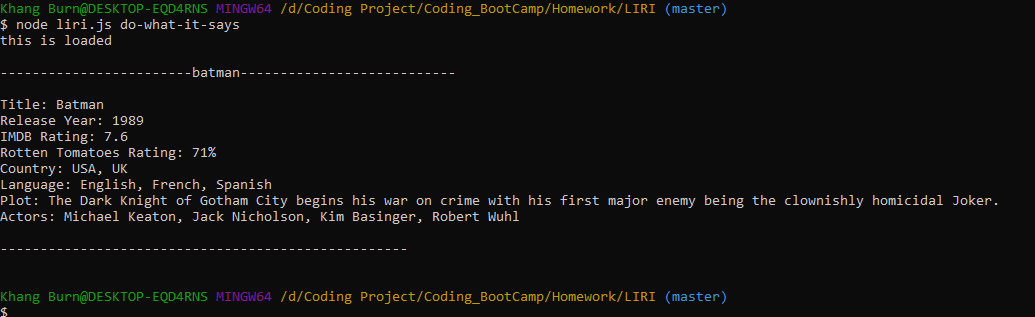 Khang Burn@DESKTOP-EQD4RNS MINGW64 /d/Coding Project/Coding_BootCamp/Homework/LIRI (master)
$ node liri.js do-what-it-says
this is loaded
------------------------batman---------------------------
Title: Batman
Release Year: 1989
IMDB Rating: 7.6
Rotten Tomatoes Rating: 71%
Country: USA, UK
Language: English, French, Spanish
Plot: The Dark Knight of Gotham City begins his war on crime with his first major enemy being the clownishly homicidal Joker.
Actors: Michael Keaton, Jack Nicholson, Kim Basinger, Robert Wuhl
---------------------------------------------------
Khang Burn@DESKTOP-EQD4RNS MINGW64 /d/Coding Project/Coding_BootCamp/Homework/LIRI (master)
$